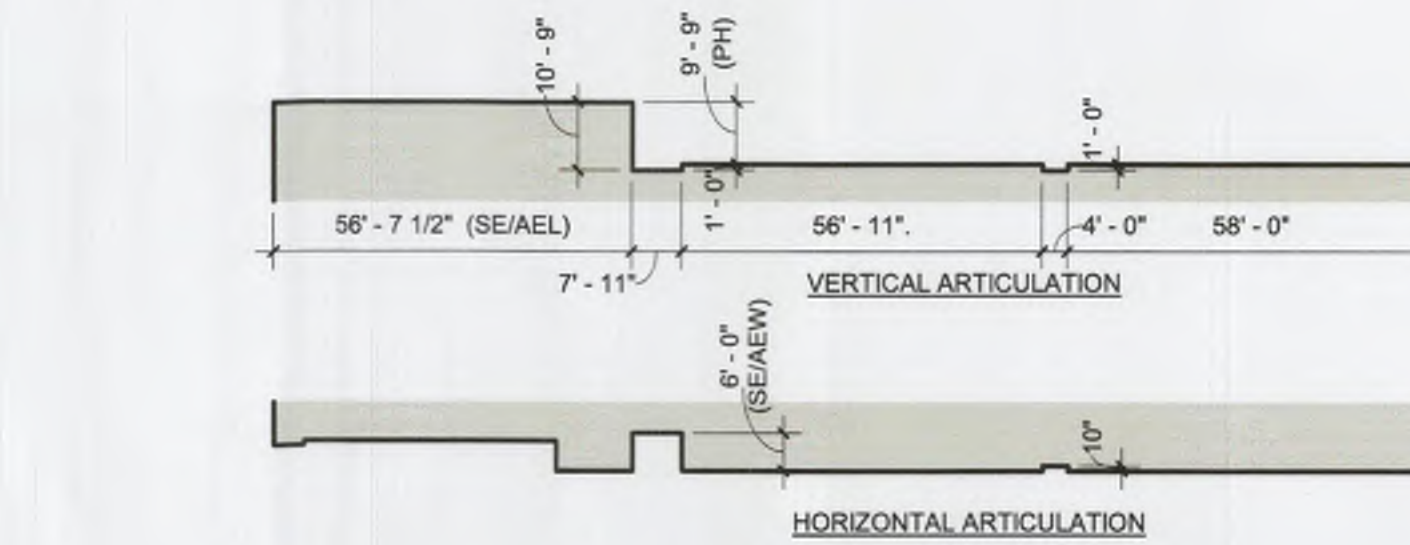 10' - 9"
9' - 9"
(PH)
1' - 0"
56' - 7 1/2" (SE/AEL)
1' - 0"
56' - 11".
4' - 0"
58' - 0"
7' - 11"
VERTICAL ARTICULATION
6' - 0"
(SE/AEW)
10"
HORIZONTAL ARTICULATION